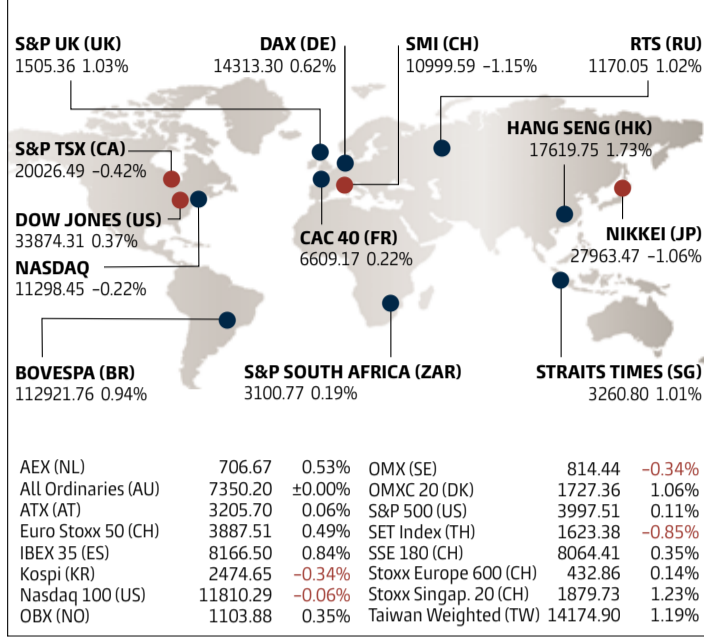 S&P UK (UK)
1505.36 1.03%
DAX (DE)
14313.30 0.62%
SMI (CH)
10999.59 –1.15%
RTS (RU)
1170.05 1.02%
HANG SENG (HK)
17619.75 1.73%
S&P TSX (CA)
20026.49 –0.42%
DOW JONES (US)
33874.31 0.37%
NASDAQ
11298.45 –0.22%
CAC 40 (FR)
6609.17 0.22%
NIKKEI (JP)
27963.47 –1.06%
BOVESPA (BR)
112921.76 0.94%
S&P SOUTH AFRICA (ZAR)
3100.77 0.19%
STRAITS TIMES (SG)
3260.80 1.01%
AEX (NL) 706.67 0.53%
All Ordinaries (AU) 7350.20 ±0.00%
ATX (AT) 3205.70 0.06%
Euro Stoxx 50 (CH) 3887.51 0.49%
IBEX 35 (ES) 8166.50 0.84%
Kospi (KR) 2474.65 –0.34%
Nasdaq 100 (US) 11810.29 –0.06%
OBX (NO) 1103.88 0.35%
OMX (SE) 814.44 –0.34%
OMXC 20 (DK) 1727.36 1.06%
S&P 500 (US) 3997.51 0.11%
SET Index (TH) 1623.38 –0.85%
SSE 180 (CH) 8064.41 0.35%
Stoxx Europe 600 (CH) 432.86 0.14%
Stoxx Singap. 20 (CH) 1879.73 1.23%
Taiwan Weighted (TW) 14174.90 1.19%